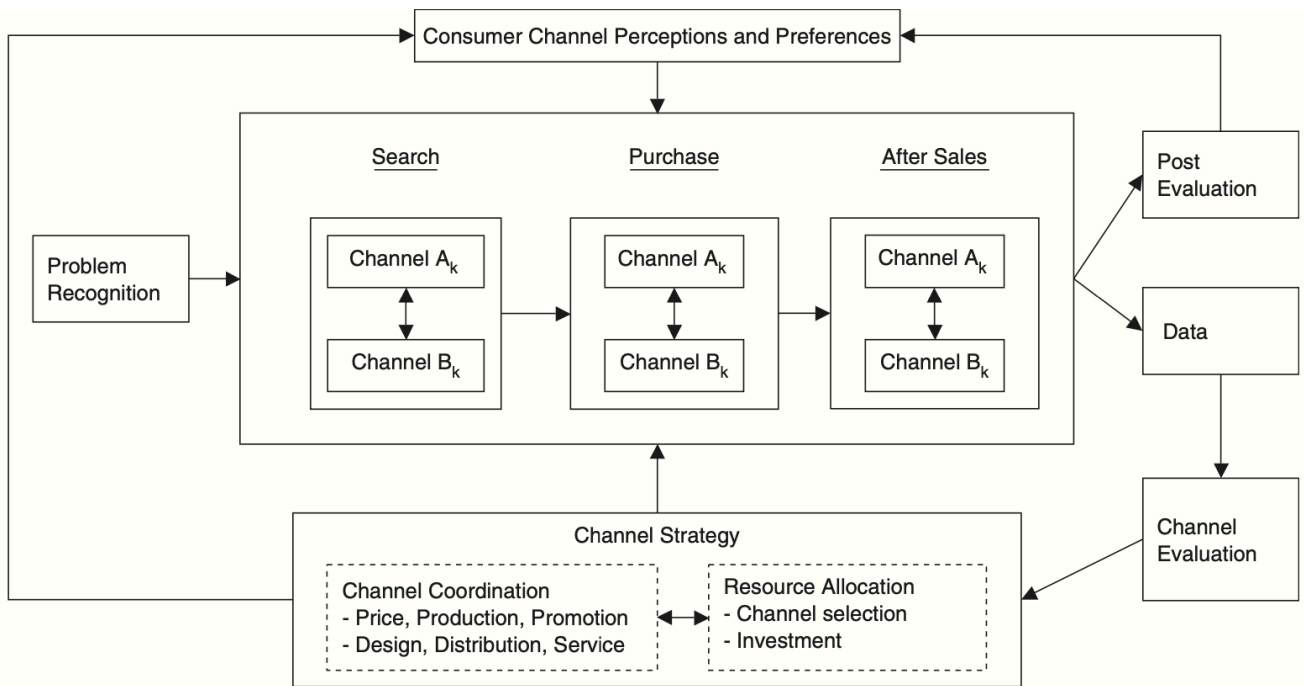 Consumer Channel Perceptions and Preferences
Search
Purchase
After Sales
Post
Evaluation
Problem
Recognition
Channel Aₖ
Channel Aₖ
Channel Aₖ
Data
Channel Bₖ
Channel Bₖ
Channel Bₖ
Channel
Evaluation
Channel Strategy
Channel Coordination
- Price, Production, Promotion
- Design, Distribution, Service
Resource Allocation
- Channel selection
- Investment